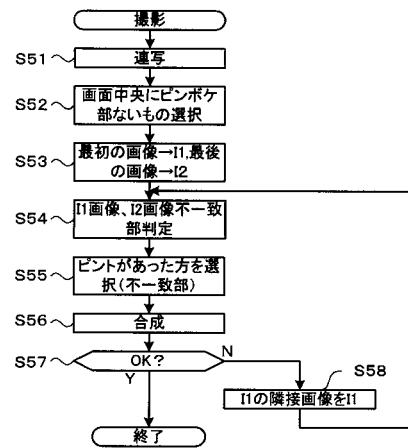 撮影
S51
連写
S52
画面中央にピンボケ
部ないもの選択
S53
最初の画像→I1,最後
の画像→I2
S54
I1画像、I2画像不一致
部判定
S55
ピントがあった方を選
択(不一致部)
S56
合成
S57
OK?
N
Y
S58
I1の隣接画像をI1
終了